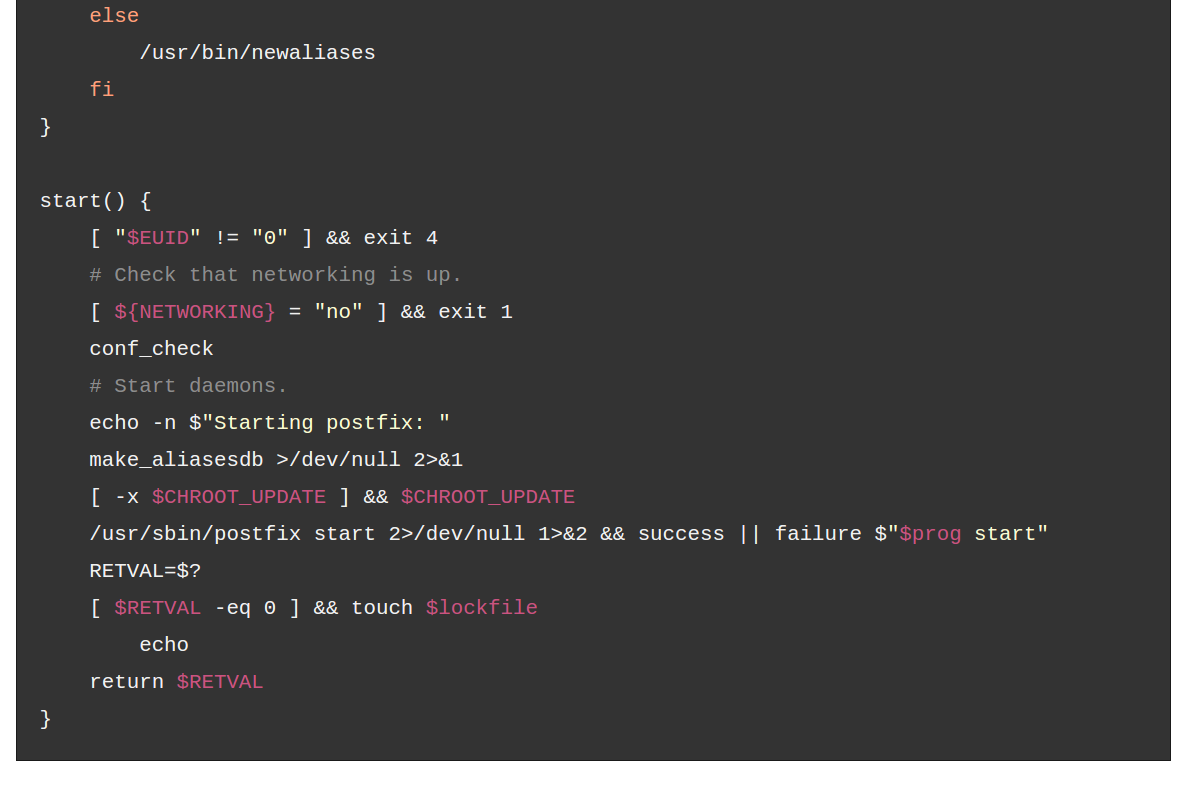 else
        /usr/bin/newaliases
    fi
}

start() {
    [ "$EUID" != "0" ] && exit 4
    # Check that networking is up.
    [ ${NETWORKING} = "no" ] && exit 1
    conf_check
    # Start daemons.
    echo -n $"Starting postfix: "
    make_aliasesdb >/dev/null 2>&1
    [ -x $CHROOT_UPDATE ] && $CHROOT_UPDATE
    /usr/sbin/postfix start 2>/dev/null 1>&2 && success || failure $"$prog start"
    RETVAL=$?
    [ $RETVAL -eq 0 ] && touch $lockfile
        echo
    return $RETVAL
}